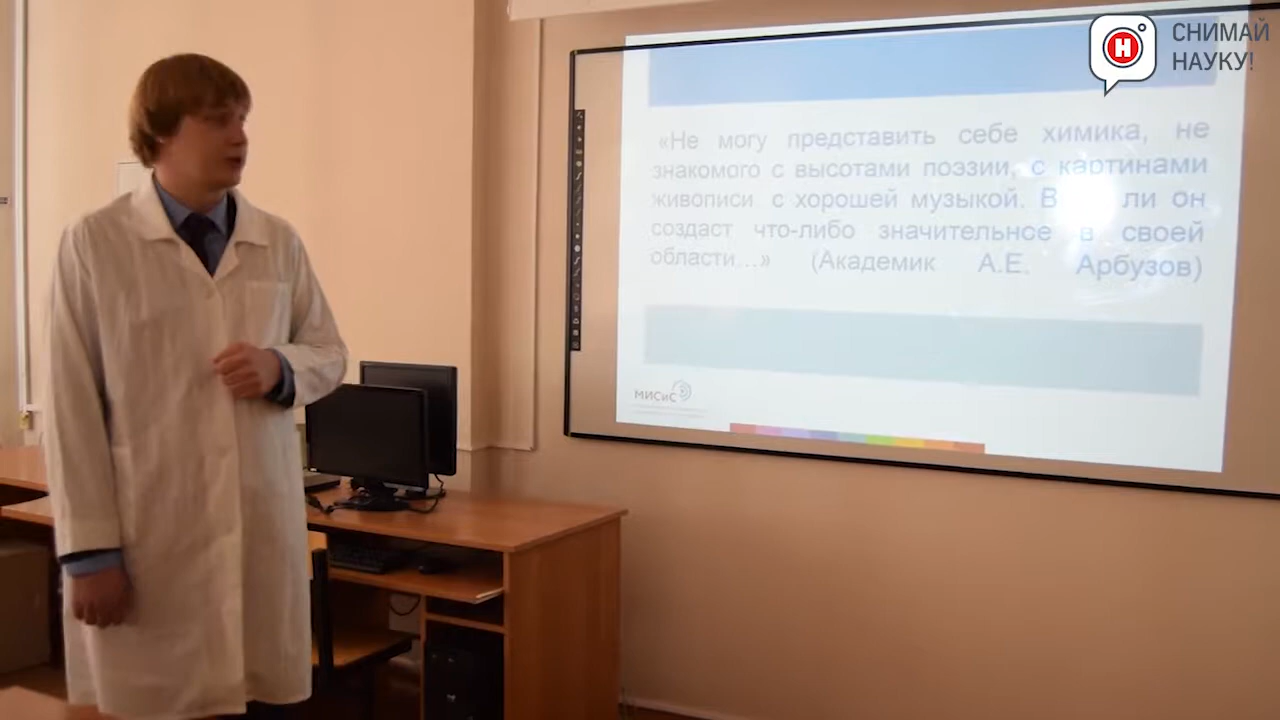 СНИМАЙ
НАУКУ!
«Не могу представить себе химика, не
знакомого с высотами поэзии, с картинами
живописи с хорошей музыкой. В ли он
создаст что-либо значительное в своей
области…» (Академик А.Е. Арбузов)
МИСиС